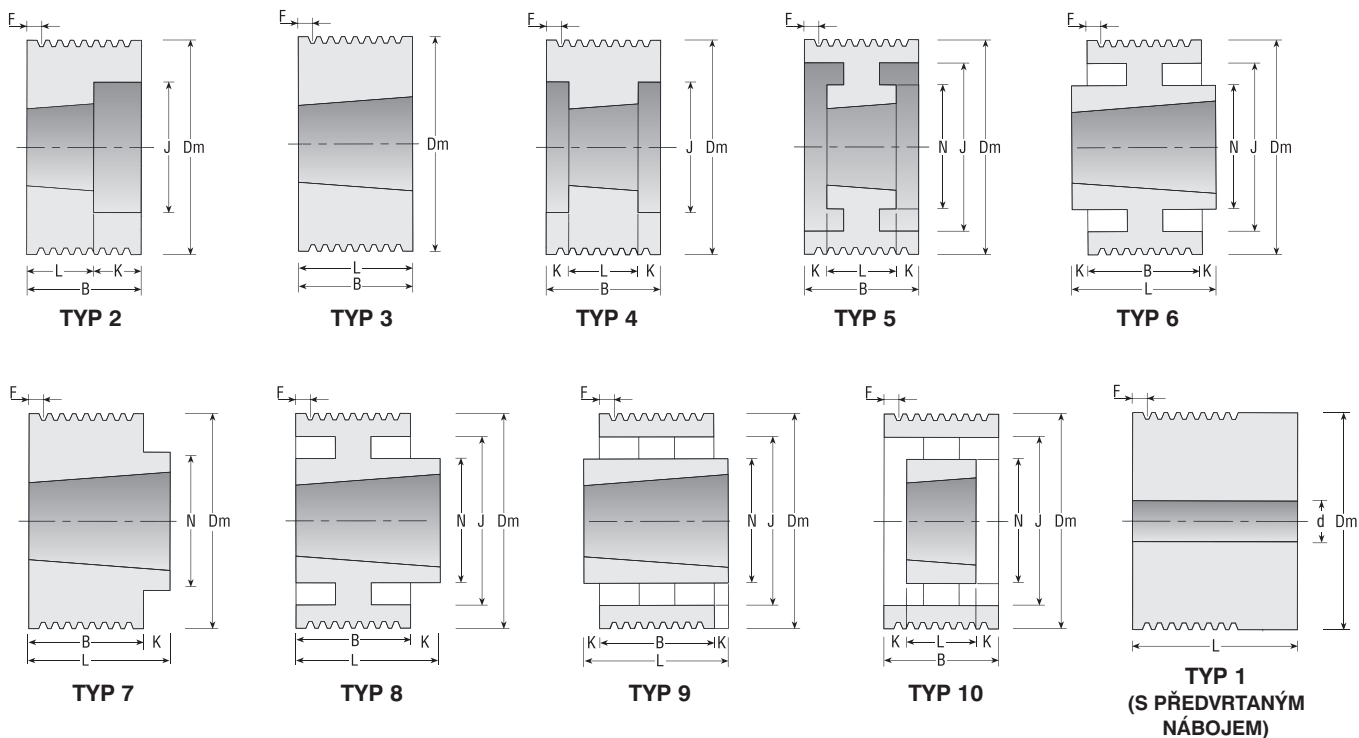 F
J Dm
L K
B
TYP 2
F
Dm
L
B
TYP 3
F
J Dm
K L K
B
TYP 4
F
N J Dm
K L K
B
TYP 5
F
N J Dm
K B K
L
TYP 6
F
N Dm
B K
L
TYP 7
F
N J Dm
B K
L
TYP 8
F
N J Dm
K B K
L
TYP 9
F
N J Dm
K L K
B
TYP 10
F
d Dm
L
TYP 1
(S PŘEDVRTANÝM
NÁBOJEM)